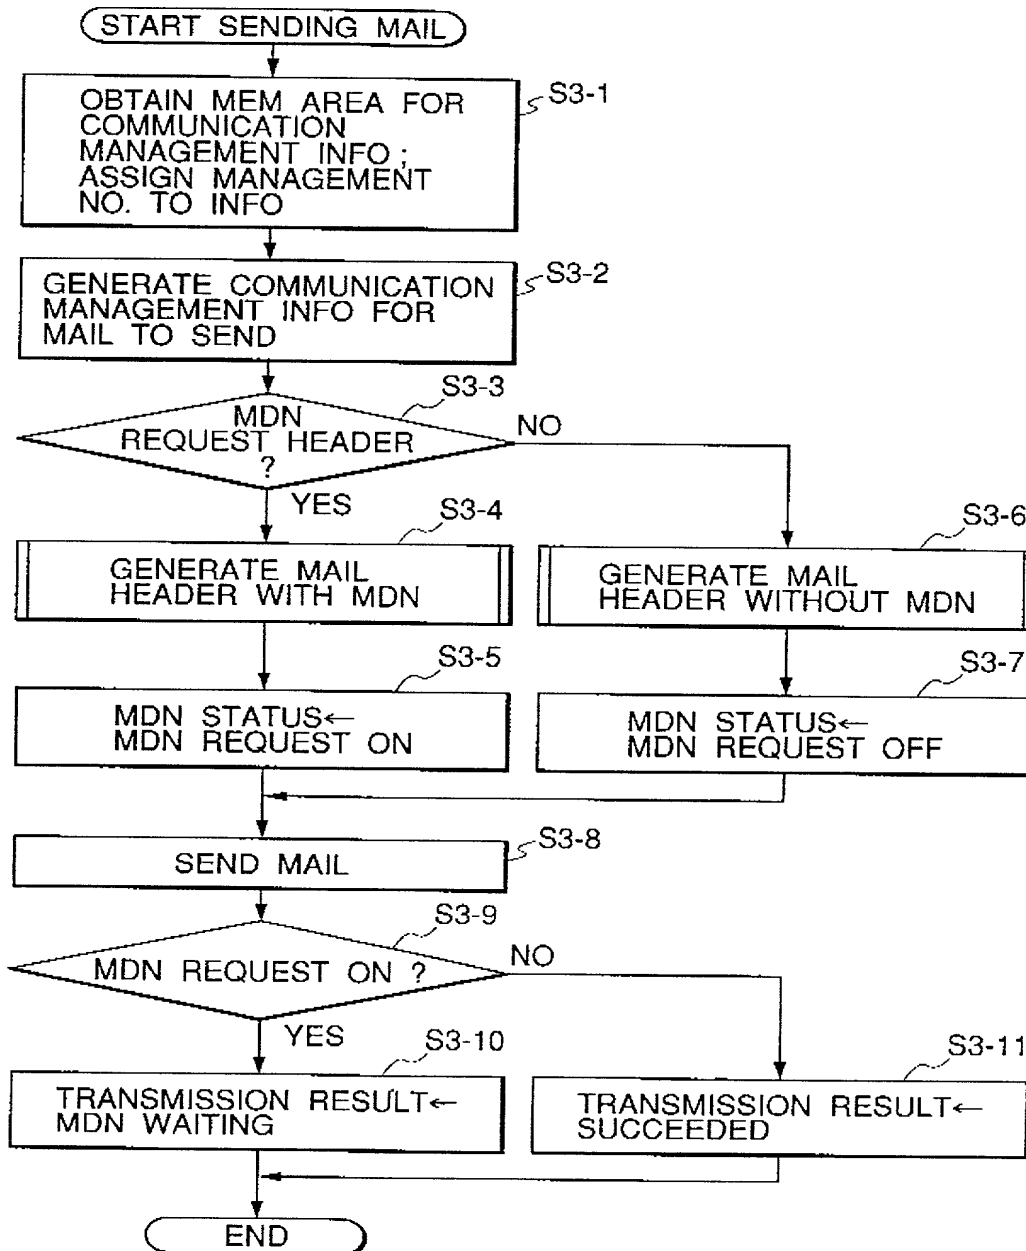 START SENDING MAIL
S3-1
OBTAIN MEM AREA FOR
COMMUNICATION
MANAGEMENT INFO ;
ASSIGN MANAGEMENT
NO. TO INFO
S3-2
GENERATE COMMUNICATION
MANAGEMENT INFO FOR
MAIL TO SEND
S3-3
MDN
REQUEST HEADER
?
NO
YES
S3-4
GENERATE MAIL
HEADER WITH MDN
S3-6
GENERATE MAIL
HEADER WITHOUT MDN
S3-5
MDN STATUS←
MDN REQUEST ON
S3-7
MDN STATUS←
MDN REQUEST OFF
S3-8
SEND MAIL
S3-9
MDN REQUEST ON ?
NO
YES
S3-10
TRANSMISSION RESULT←
MDN WAITING
S3-11
TRANSMISSION RESULT←
SUCCEEDED
END